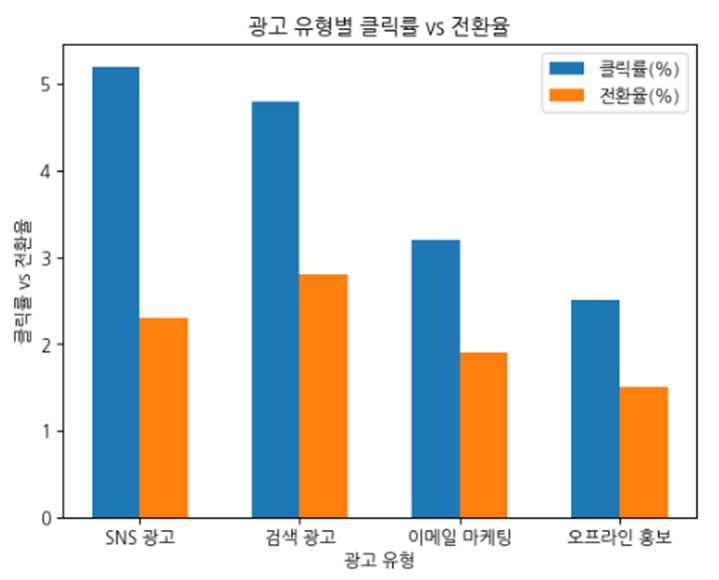 광고 유형별 클릭률 vs 전환율
클릭률(%)
전환율(%)
클릭률 vs 전환율
5
4
3
2
1
0
SNS 광고
검색 광고
이메일 마케팅
오프라인 홍보
광고 유형